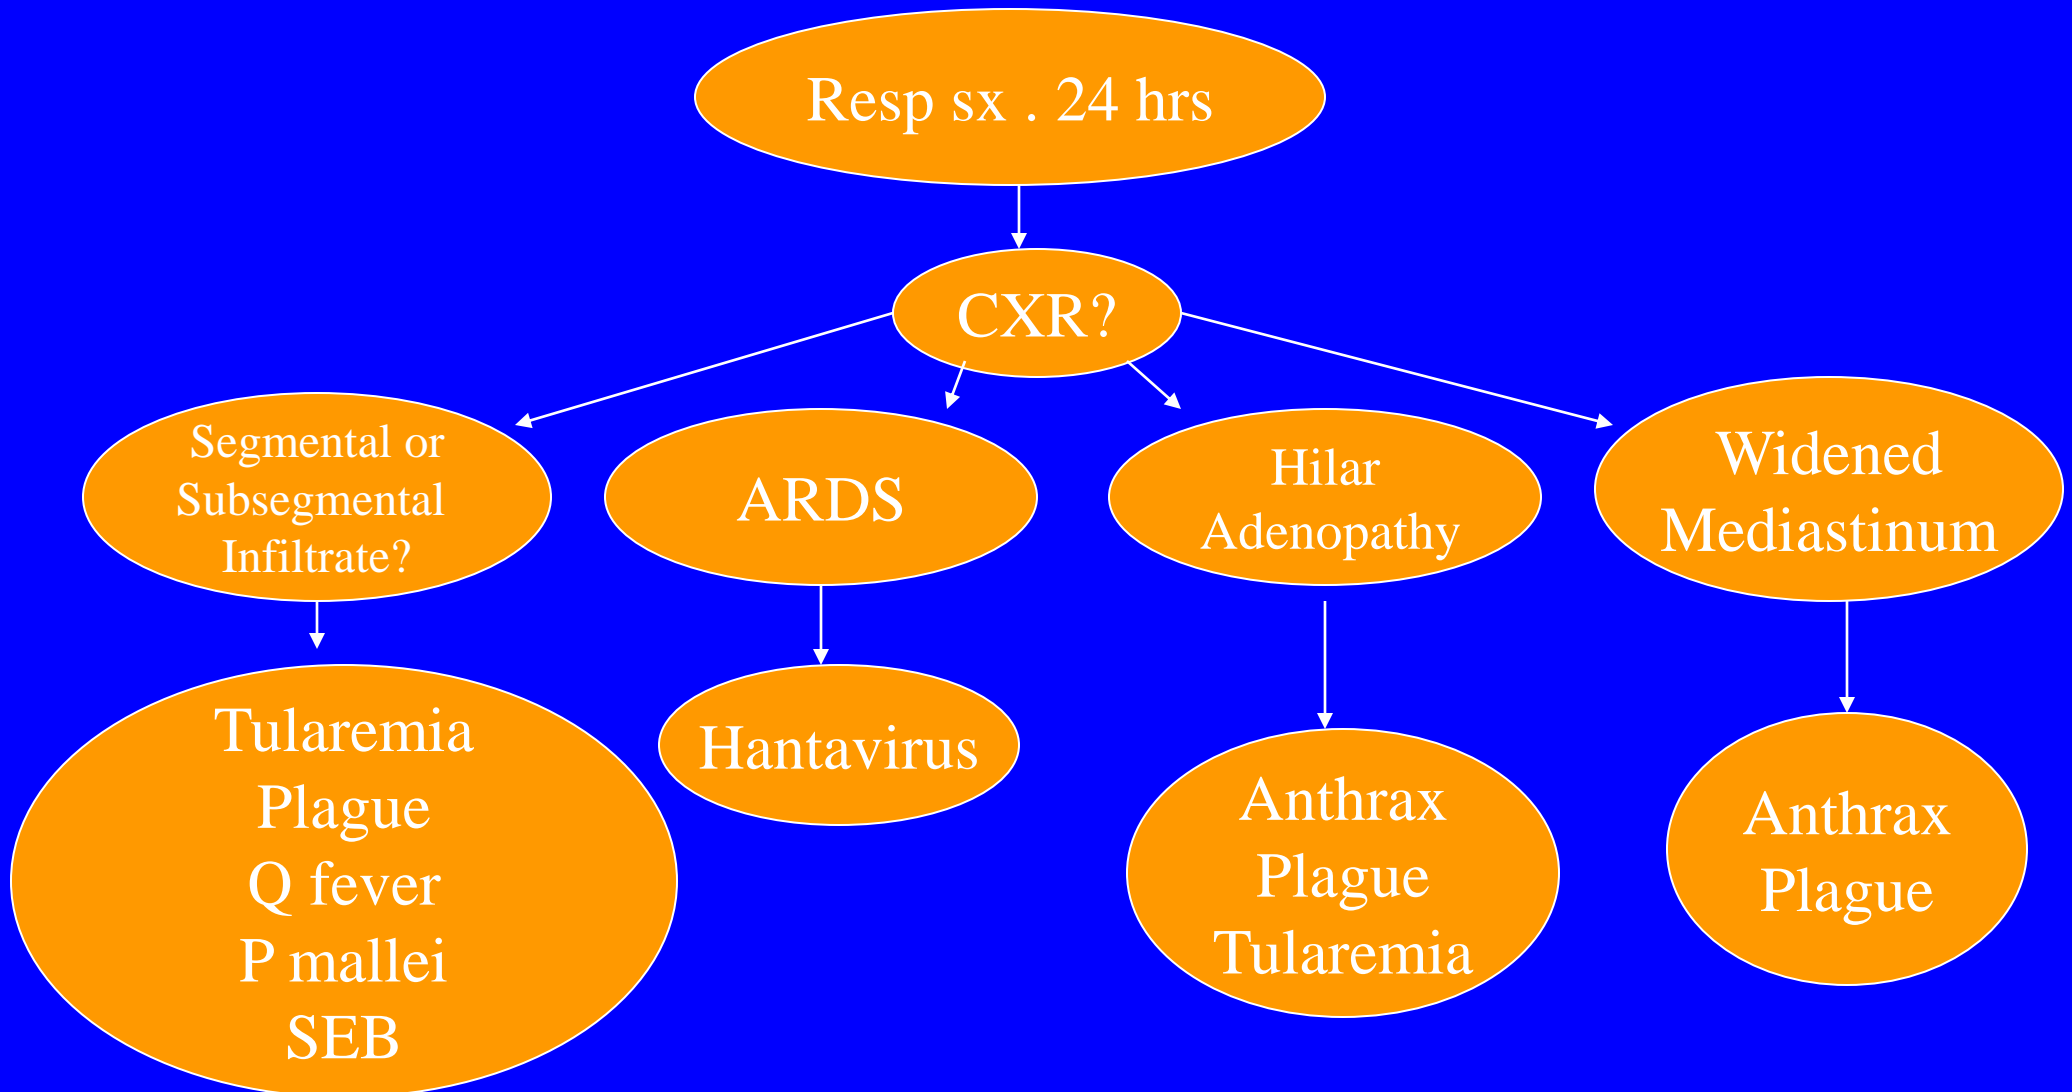 Resp sx . 24 hrs
CXR?
Segmental or
Subsegmental
Infiltrate?
ARDS
Hilar
Adenopathy
Widened
Mediastinum
Tularemia
Plague
Q fever
P mallei
SEB
Hantavirus
Anthrax
Plague
Tularemia
Anthrax
Plague